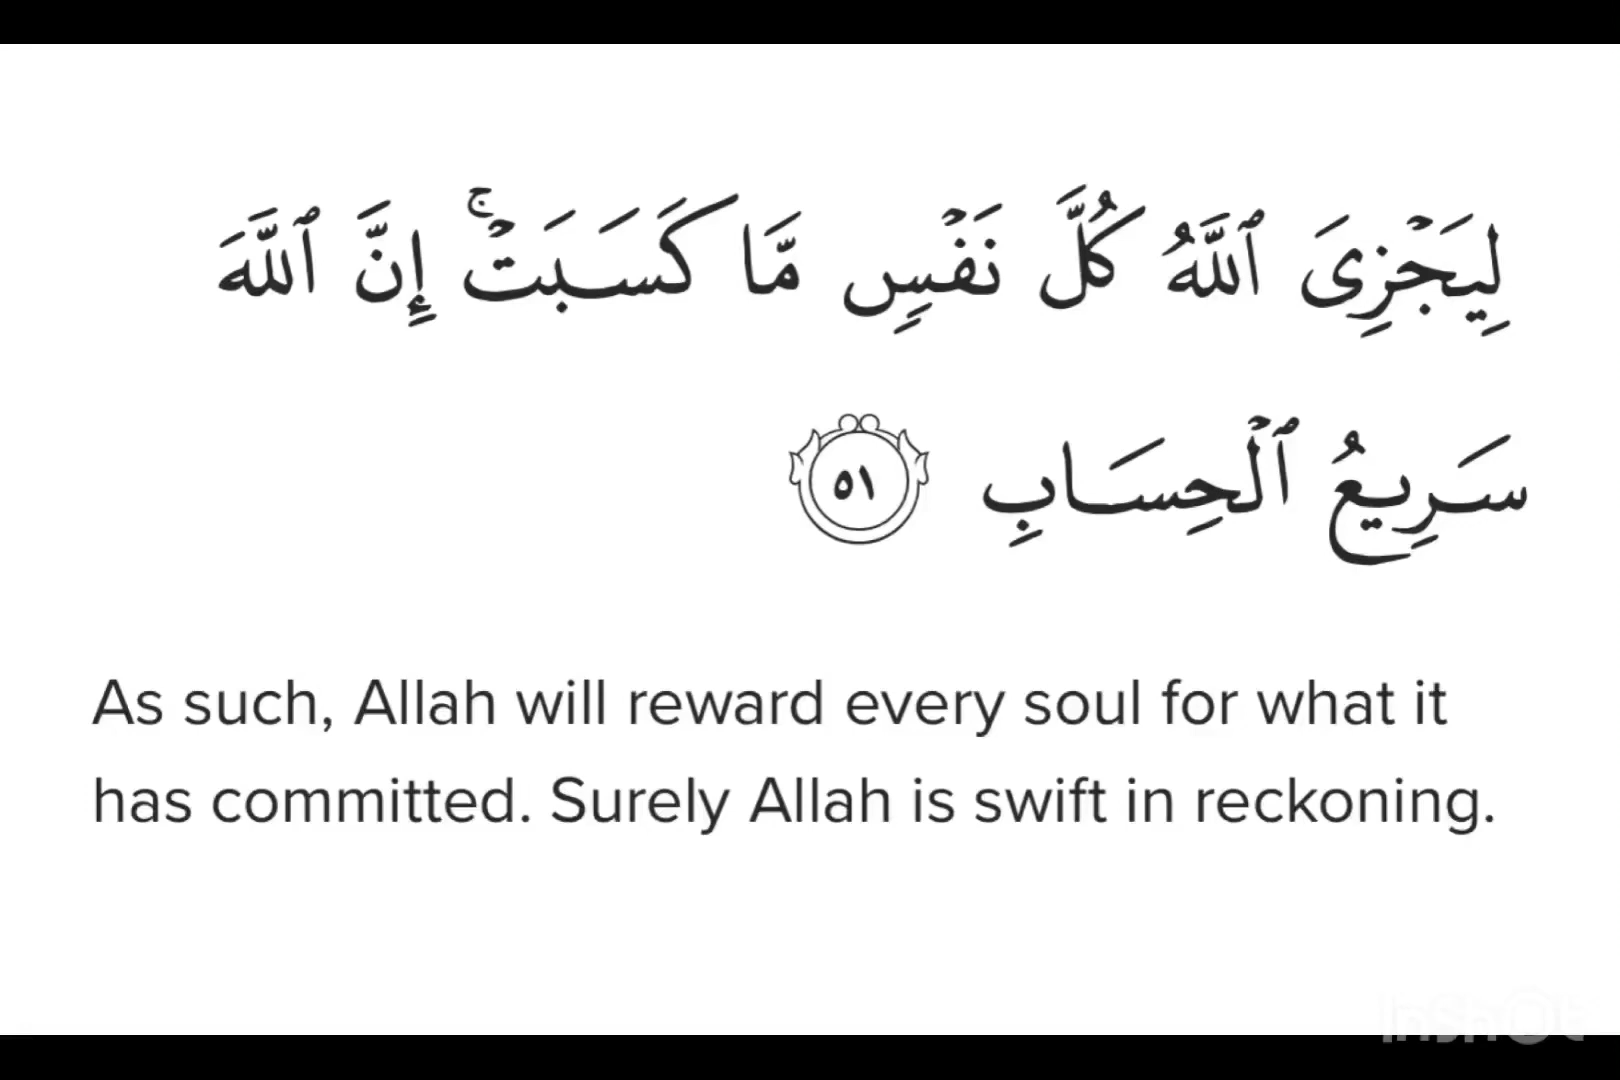 لِيَجْزِىَ ٱللَّهُ كُلَّ نَفْسٍ مَّا كَسَبَتْ ۚ إِنَّ ٱللَّهَ
سَرِيعُ ٱلْحِسَابِ ٥١
As such, Allah will reward every soul for what it
has committed. Surely Allah is swift in reckoning.
InShOt